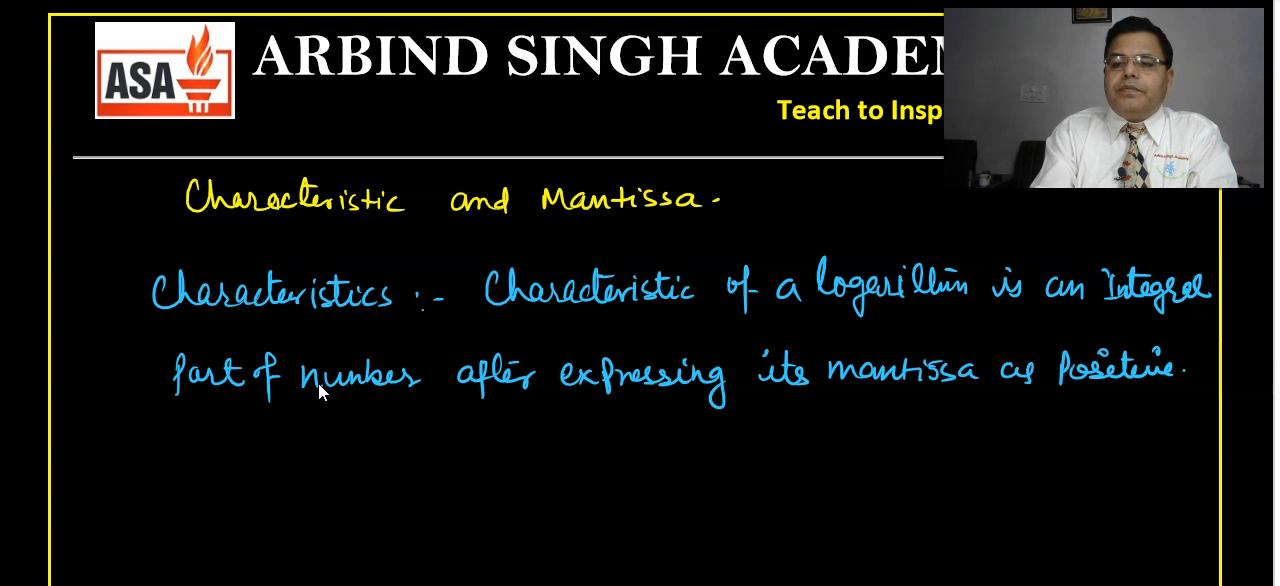 ASA
ARBIND SINGH ACADEM
Teach to Insp
Characteristic and Mantissa.
Characteristics :- Characteristic of a logarithm is an Integral
Part of number after expressing its mantissa as Positive.